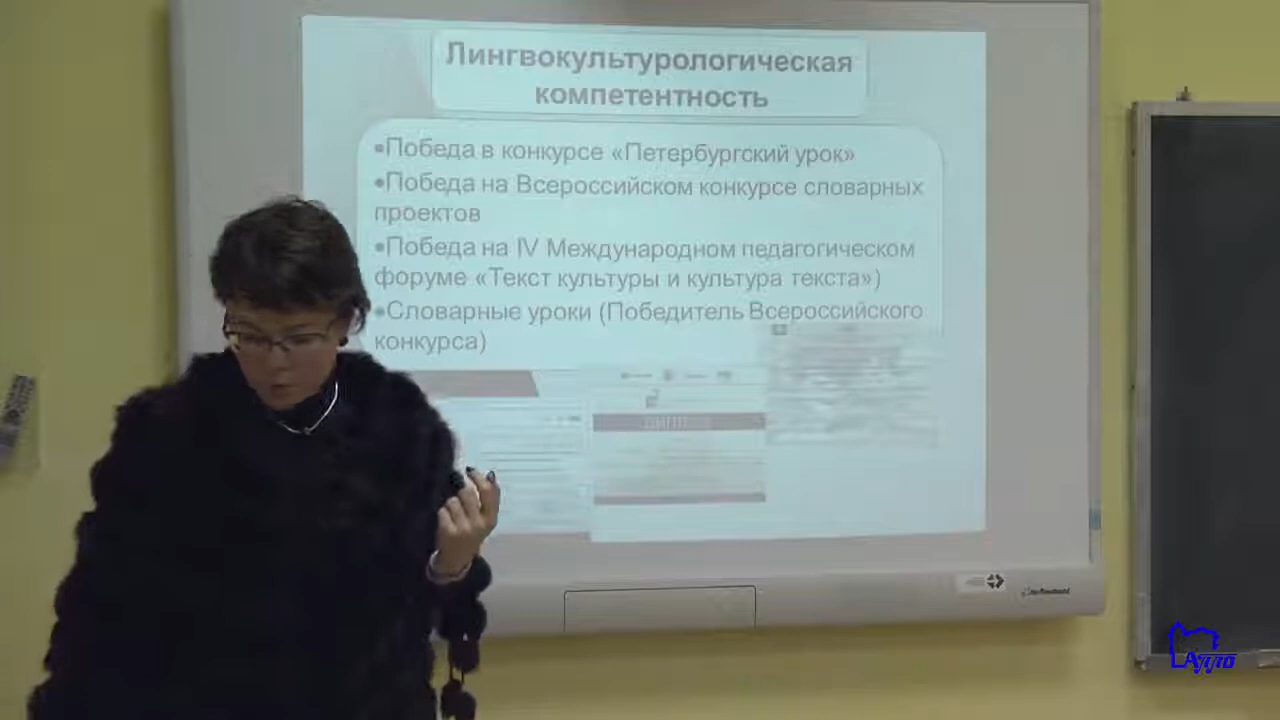 Лингвокультурологическая
компетентность
•Победа в конкурсе «Петербургский урок»
•Победа на Всероссийском конкурсе словарных
проектов
•Победа на IV Международном педагогическом
форуме «Текст культуры и культура текста»)
•Словарные уроки (Победитель Всероссийского
конкурса)